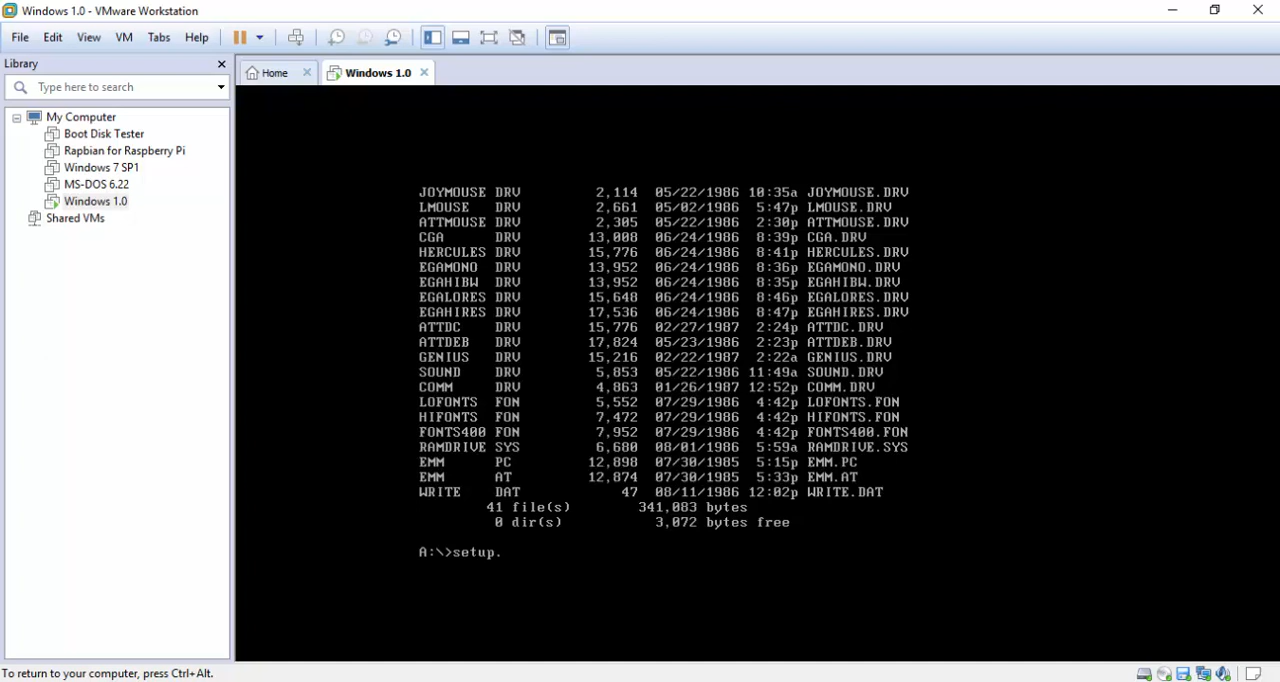 Windows 1.0 - VMware Workstation
File Edit View VM Tabs Help
Library
Type here to search
My Computer
Boot Disk Tester
Rapbian for Raspberry Pi
Windows 7 SP1
MS-DOS 6.22
Windows 1.0
Shared VMs
Home Windows 1.0
JOYMOUSE DRV 2,114 05/22/1986 10:35a JOYMOUSE.DRV
LMOUSE DRV 2,661 05/02/1986 5:47p LMOUSE.DRV
ATTMOUSE DRV 2,305 05/22/1986 2:30p ATTMOUSE.DRV
CGA DRV 13,008 06/24/1986 8:39p CGA.DRV
HERCULES DRV 15,776 06/24/1986 8:41p HERCULES.DRV
EGAMONO DRV 13,952 06/24/1986 8:36p EGAMONO.DRV
EGAHIBW DRV 13,952 06/24/1986 8:35p EGAHIBW.DRV
EGALORES DRV 15,648 06/24/1986 8:46p EGALORES.DRV
EGAHIRES DRV 17,536 06/24/1986 8:47p EGAHIRES.DRV
ATTDC DRV 15,776 02/27/1987 2:24p ATTDC.DRV
ATTDEB DRV 17,824 05/23/1986 2:23p ATTDEB.DRV
GENIUS DRV 15,216 02/22/1987 2:22a GENIUS.DRV
SOUND DRV 5,853 05/22/1986 11:49a SOUND.DRV
COMM DRV 4,863 01/26/1987 12:52p COMM.DRV
LOFONTS FON 5,552 07/29/1986 4:42p LOFONTS.FON
HIFONTS FON 7,472 07/29/1986 4:42p HIFONTS.FON
FONTS400 FON 7,952 07/29/1986 4:42p FONTS400.FON
RAMDRIVE SYS 6,680 08/01/1986 5:59a RAMDRIVE.SYS
EMM PC 12,898 07/30/1985 5:15p EMM.PC
EMM AT 12,874 07/30/1985 5:33p EMM.AT
WRITE DAT 47 08/11/1986 12:02p WRITE.DAT
41 file(s) 341,083 bytes
0 dir(s) 3,072 bytes free
A:\>setup.
To return to your computer, press Ctrl+Alt.